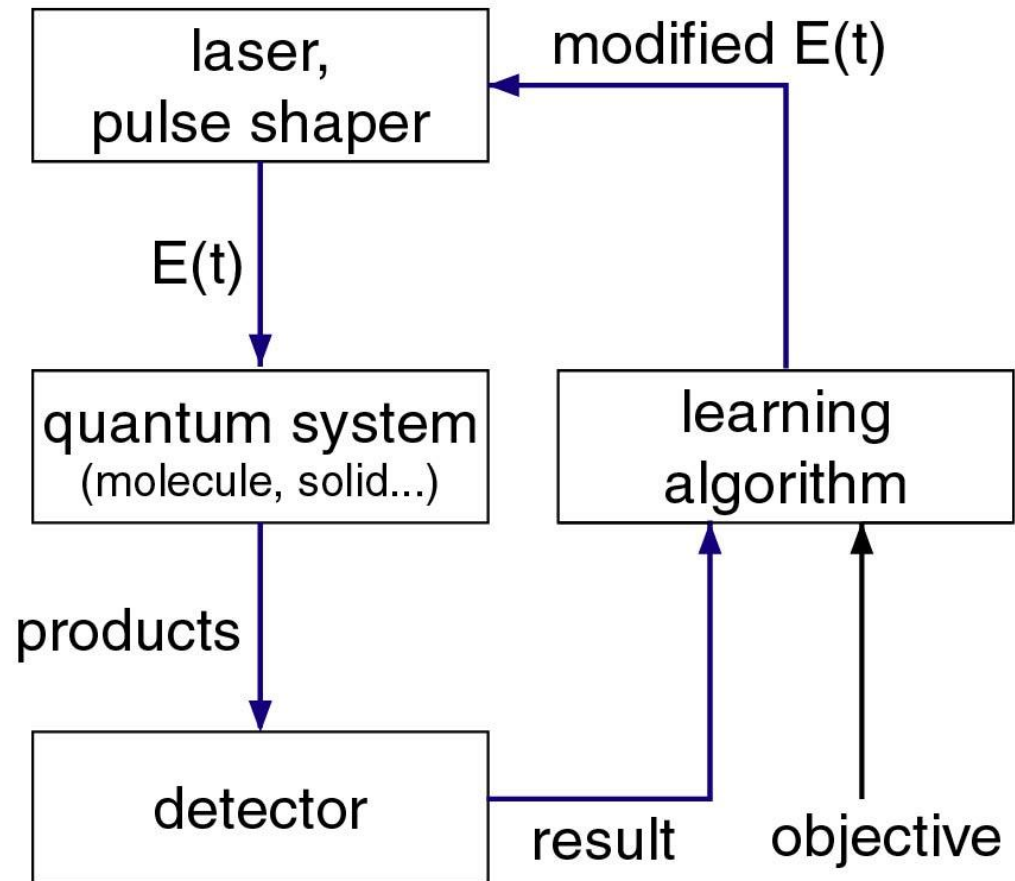 laser,
pulse shaper
modified E(t)
E(t)
quantum system
(molecule, solid...)
learning
algorithm
products
detector
result
objective